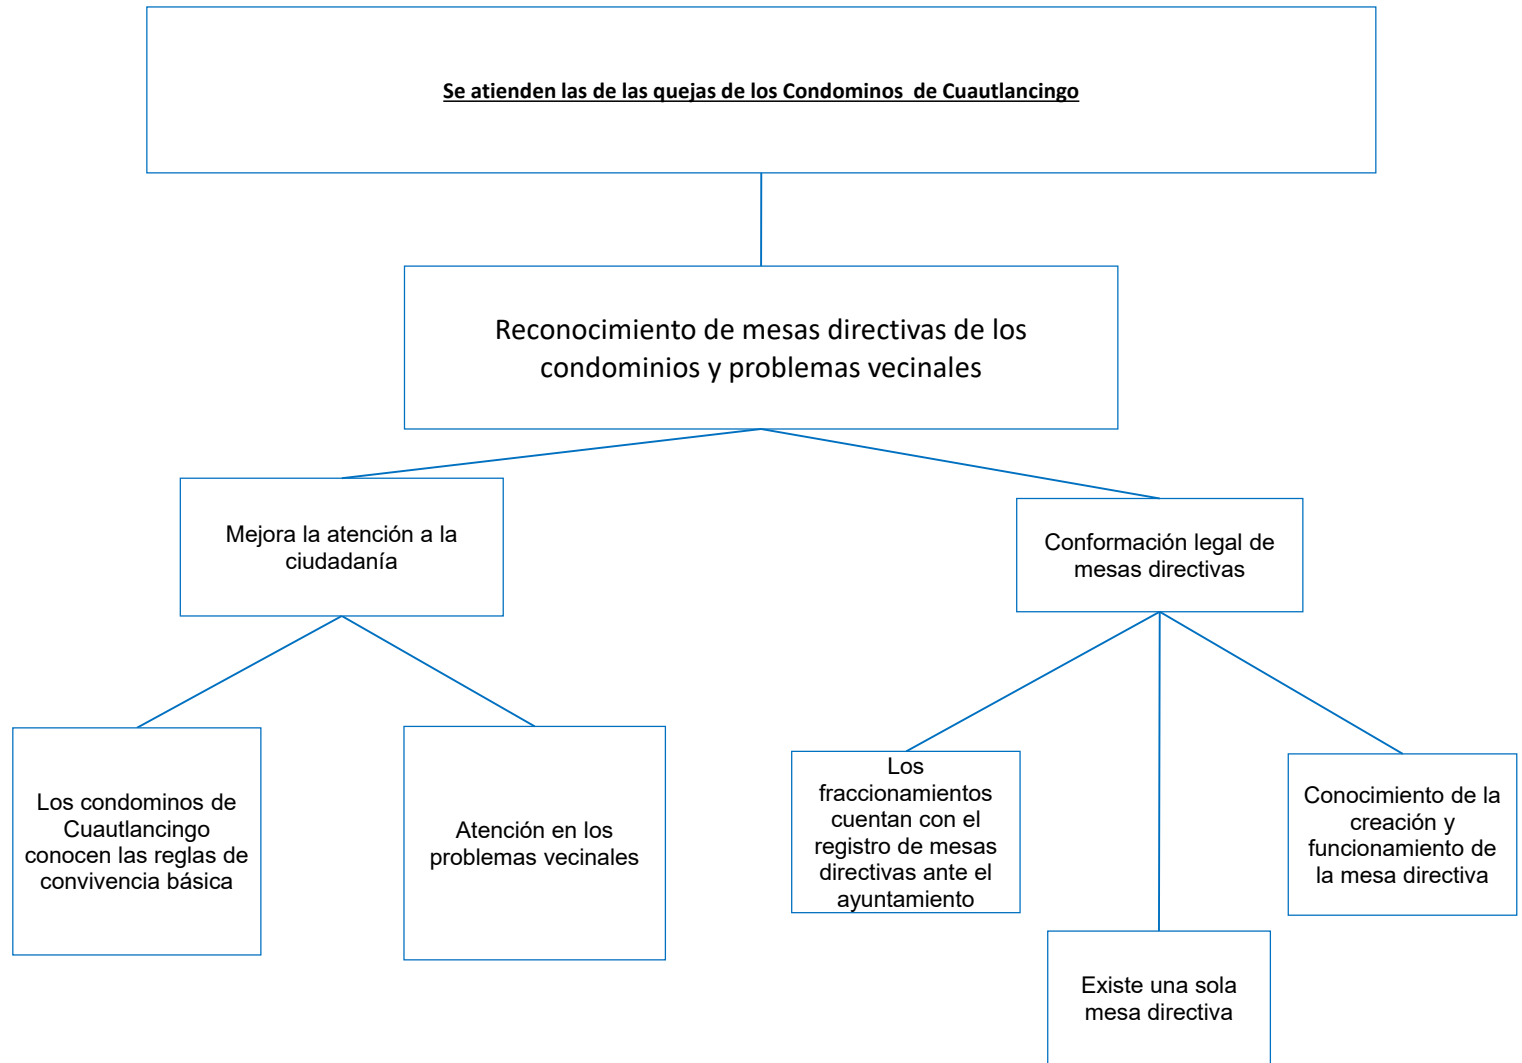 Se atienden las de las quejas de los Condominos  de Cuautlancingo
Reconocimiento de mesas directivas de los
condominios y problemas vecinales
Mejora la atención a la
ciudadanía
Conformación legal de
mesas directivas
Los condominos de
Cuautlancingo
conocen las reglas de
convivencia básica
Atención en los
problemas vecinales
Los
fraccionamientos
cuentan con el
registro de mesas
directivas ante el
ayuntamiento
Existe una sola
mesa directiva
Conocimiento de la
creación y
funcionamiento de
la mesa directiva